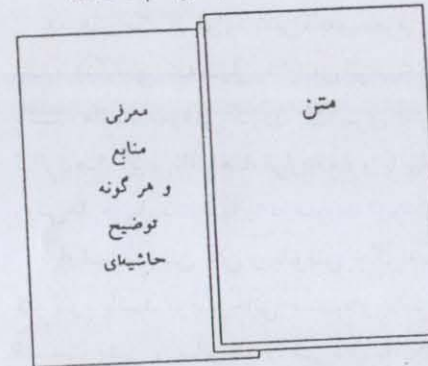 متن
معرفی
منابع
و هر گونه
توضیح
حاشیه‌ای